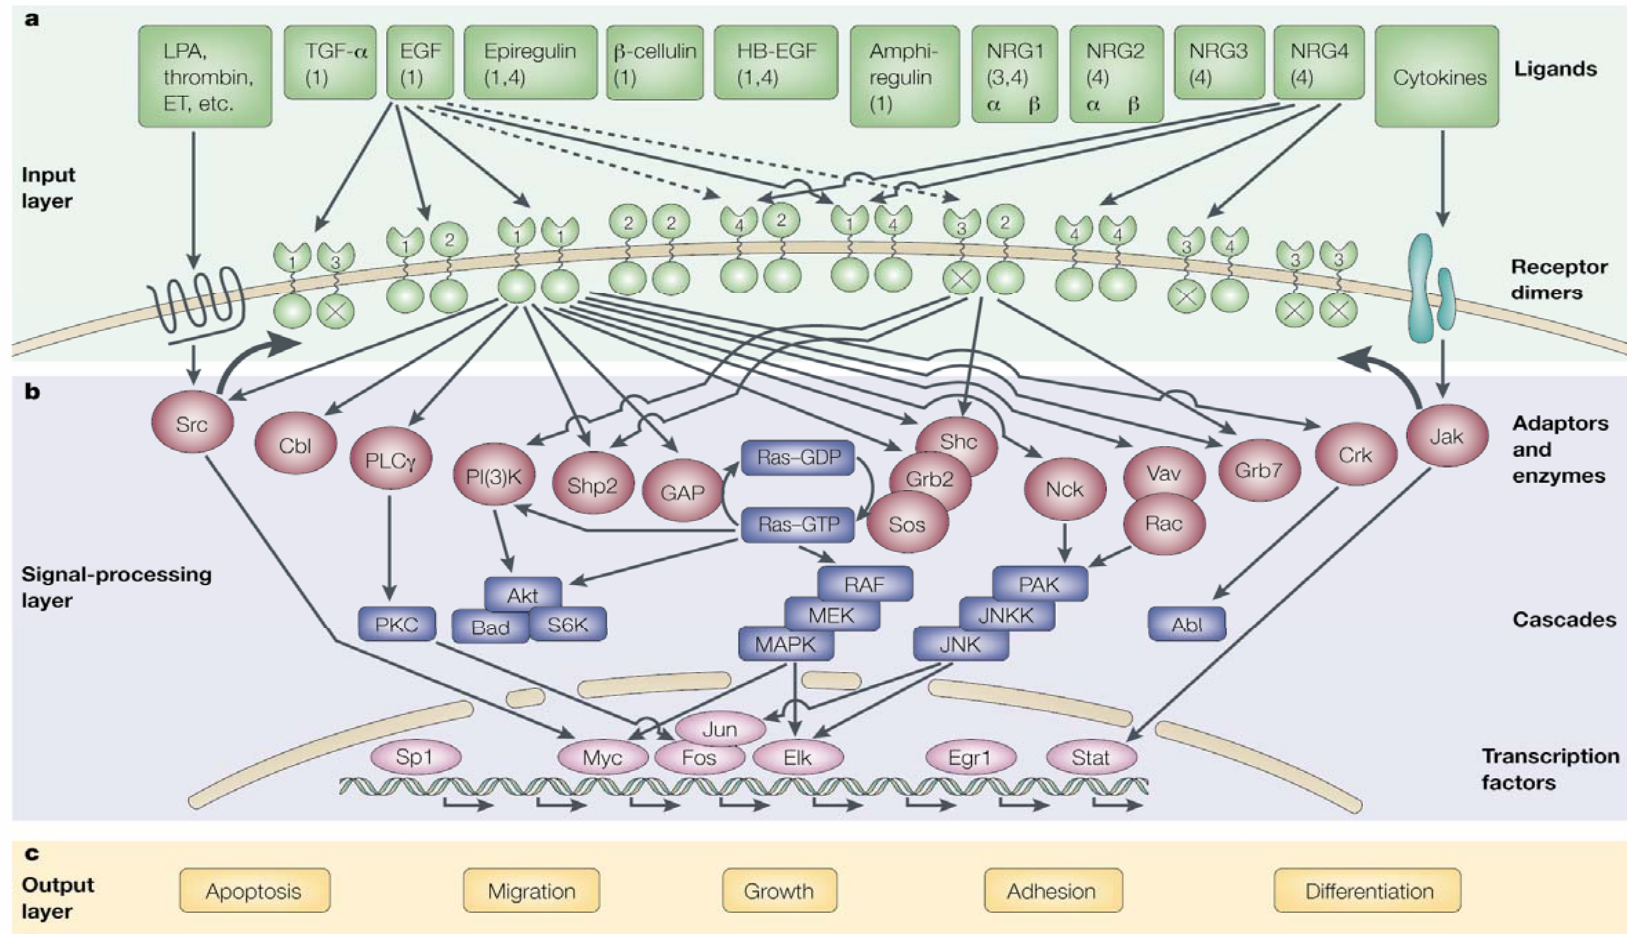 a
LPA,
thrombin,
ET, etc.
TGF-α
(1)
EGF
(1)
Epiregulin
(1,4)
β-cellulin
(1)
HB-EGF
(1,4)
Amphi-
regulin
(1)
NRG1
(3,4)
α β
NRG2
(4)
α β
NRG3
(4)
NRG4
(4)
Cytokines
Ligands
Input
layer
1 3
1 2
1 1
2 2
4 2
1 4
3 2
4 4
3 4
3 3
Receptor
dimers
b
Src
Cbl
PLCγ
PI(3)K
Shp2
GAP
Ras–GDP
Ras–GTP
Shc
Grb2
Sos
Nck
Vav
Rac
Grb7
Crk
Jak
Adaptors
and
enzymes
Signal-processing
layer
PKC
Akt
Bad
S6K
RAF
MEK
MAPK
PAK
JNKK
JNK
Abl
Cascades
Sp1
Myc
Jun
Fos
Elk
Egr1
Stat
Transcription
factors
c
Output
layer
Apoptosis
Migration
Growth
Adhesion
Differentiation